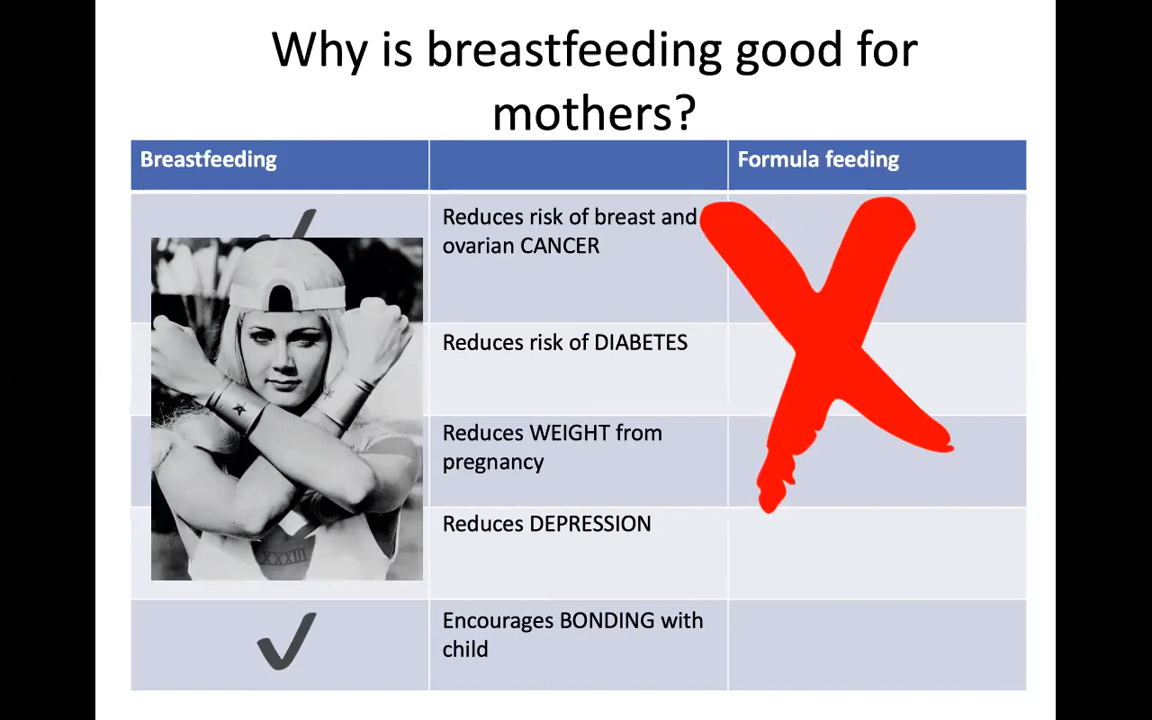 Why is breastfeeding good for
mothers?
Breastfeeding
Formula feeding
Reduces risk of breast and
ovarian CANCER
Reduces risk of DIABETES
Reduces WEIGHT from
pregnancy
Reduces DEPRESSION
XXXIII
Encourages BONDING with
child